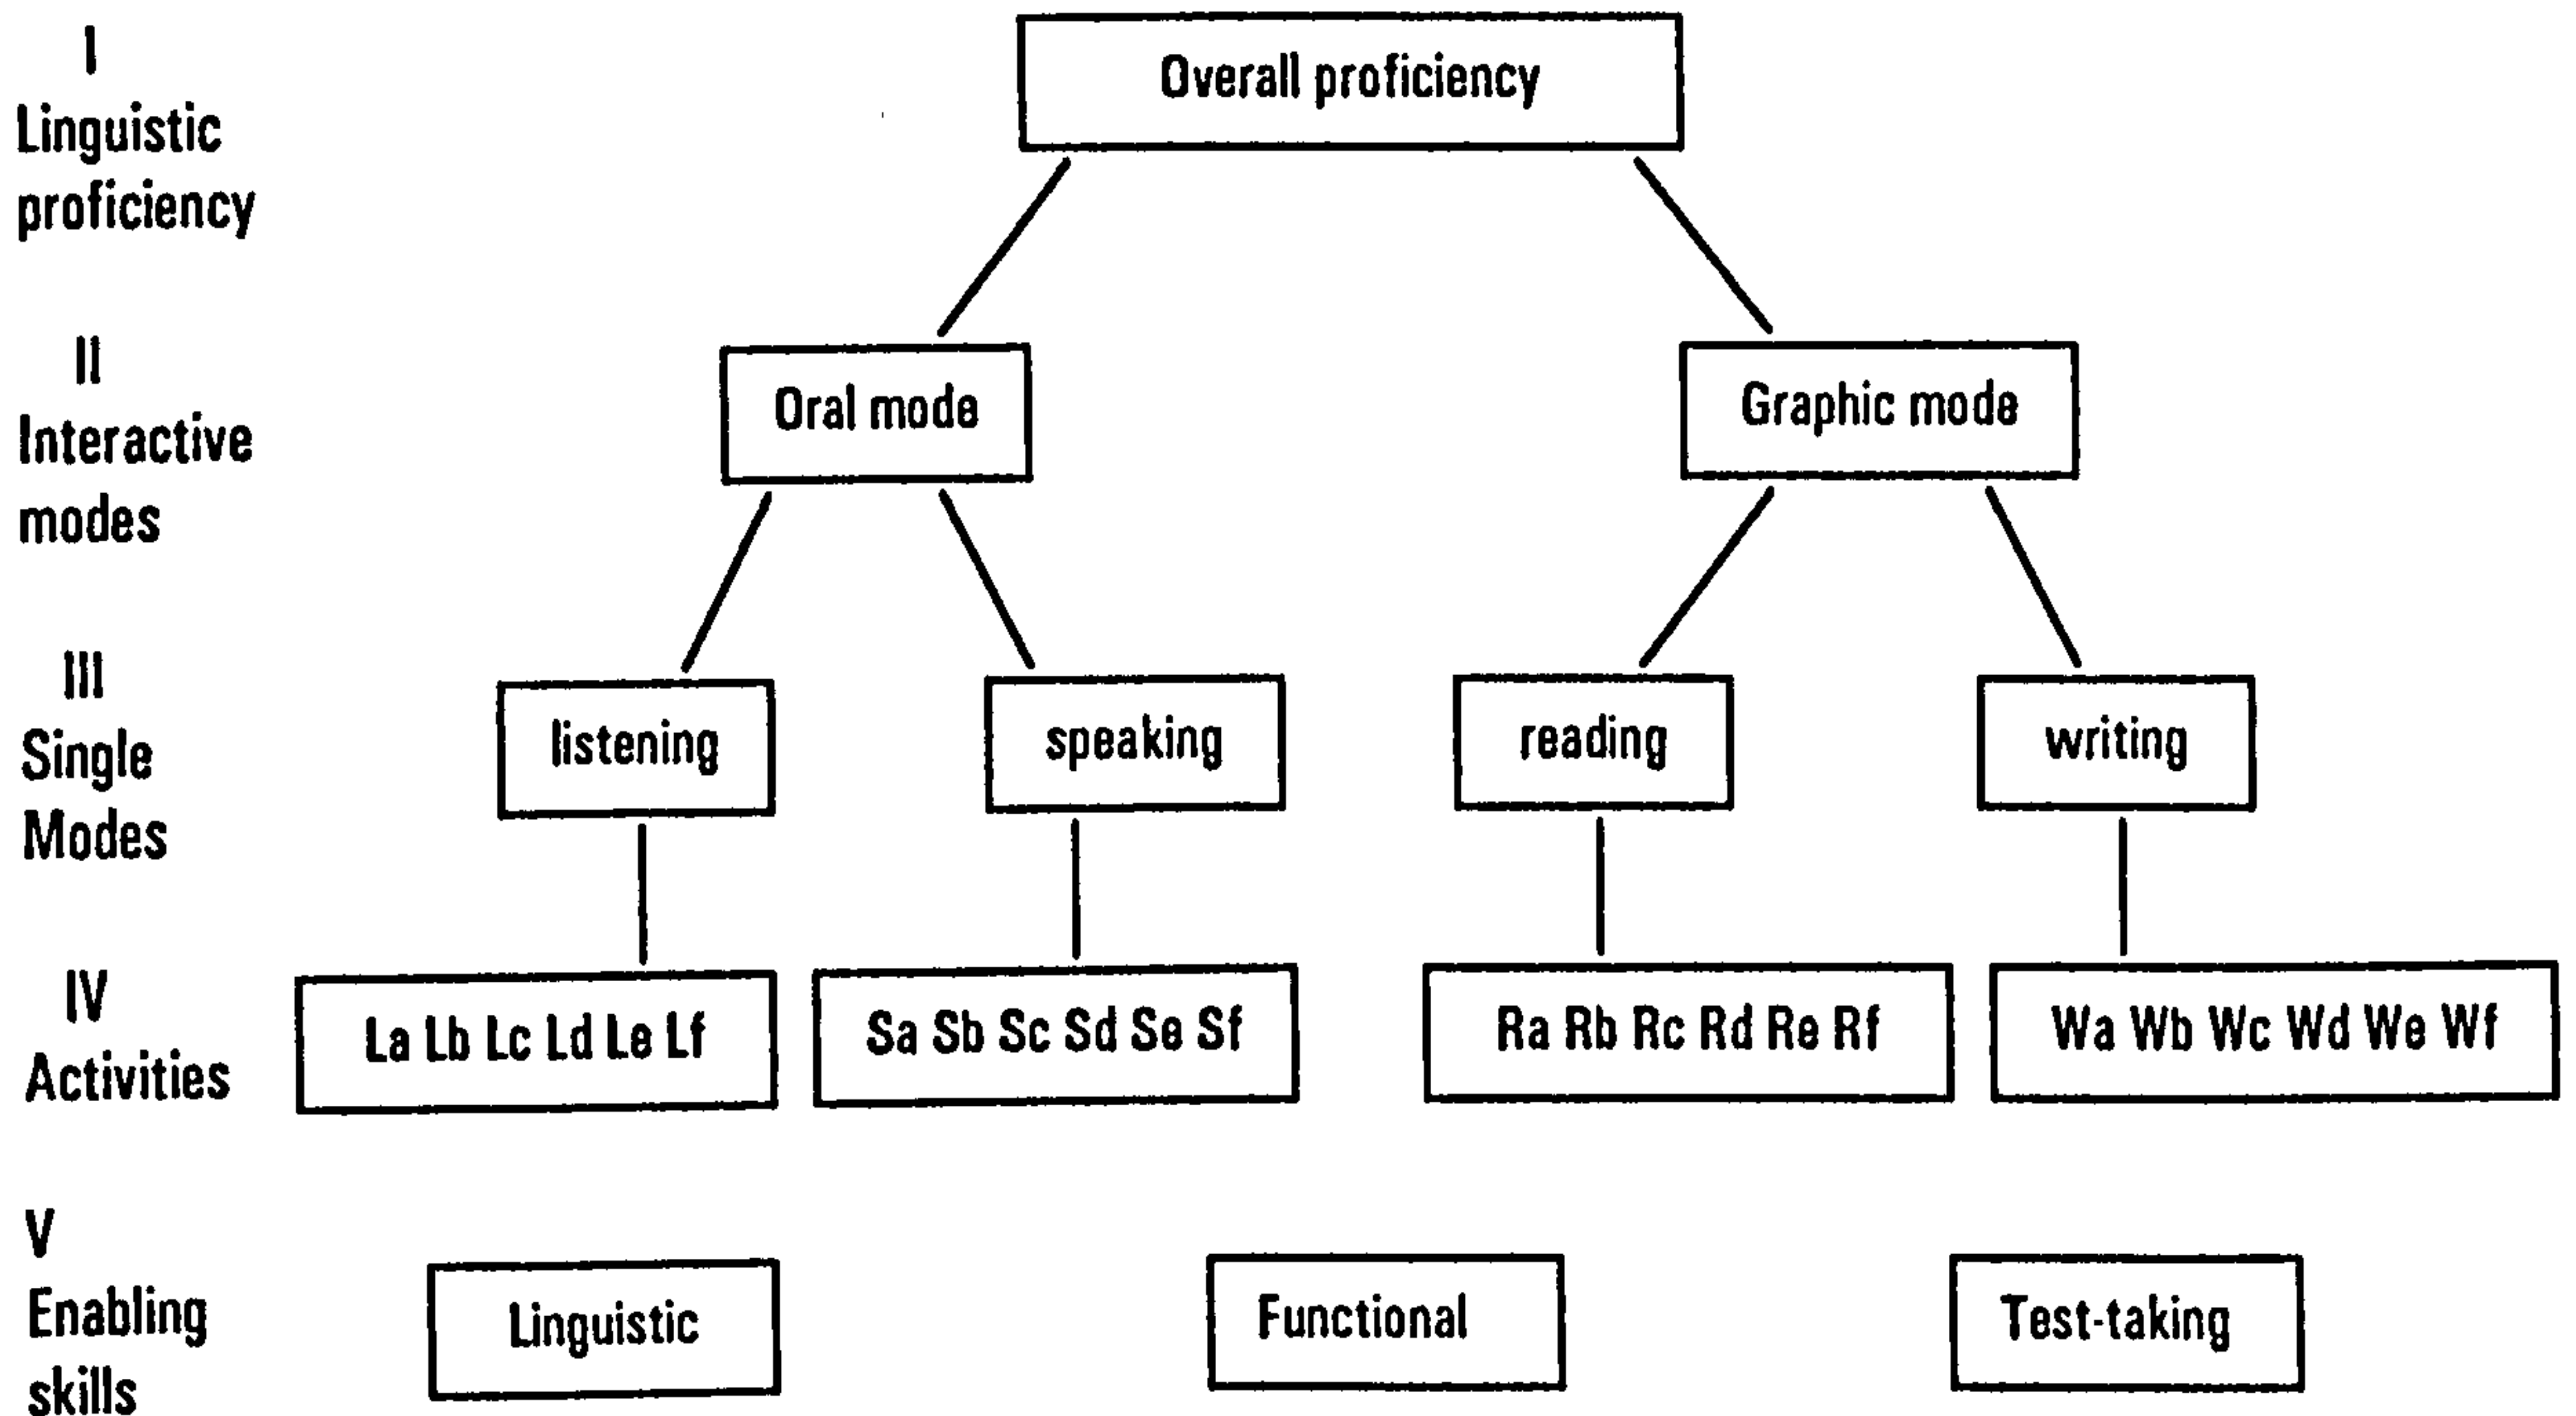 I
Linguistic
proficiency
Overall proficiency
II
Interactive
modes
Oral mode
Graphic mode
III
Single
Modes
listening
speaking
reading
writing
IV
Activities
La Lb Lc Ld Le Lf
Sa Sb Sc Sd Se Sf
Ra Rb Rc Rd Re Rf
Wa Wb Wc Wd We Wf
V
Enabling
skills
Linguistic
Functional
Test-taking